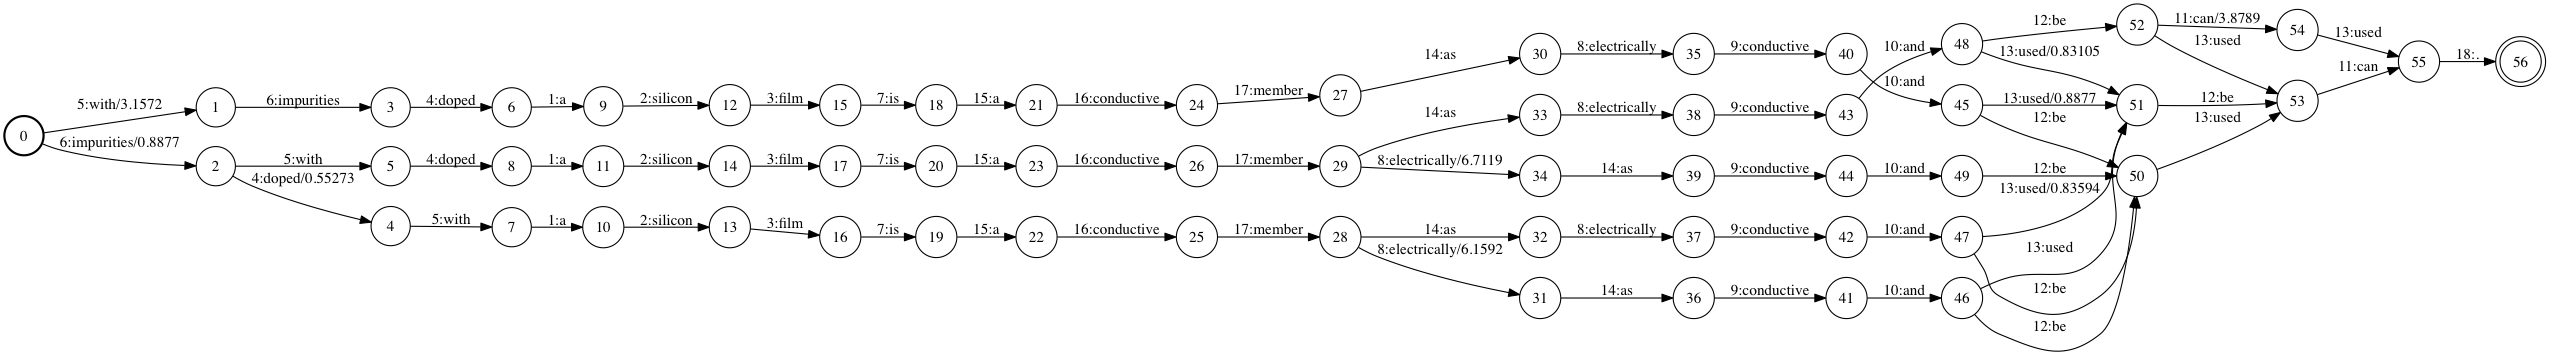 0 5:with/3.1572 1 6:impurities 3 4:doped 6 1:a 9 2:silicon 12 3:film 15 7:is 18 15:a 21 16:conductive 24 17:member 27 14:as 30 8:electrically 35 9:conductive 40 10:and 45
6:impurities/0.8877 2 5:with 5 4:doped 8 1:a 11 2:silicon 14 3:film 17 7:is 20 15:a 23 16:conductive 26 17:member 29 14:as 33 8:electrically 38 9:conductive 43 10:and 48
8:electrically/6.7119 34 14:as 39 9:conductive 44 10:and 49 12:be 50
4:doped/0.55273 4 5:with 7 1:a 10 2:silicon 13 3:film 16 7:is 19 15:a 22 16:conductive 25 17:member 28 14:as 32 8:electrically 37 9:conductive 42 10:and 47
8:electrically/6.1592 31 14:as 36 9:conductive 41 10:and 46
12:be 52 11:can/3.8789 54 13:used 55 18:. 56
13:used/0.83105 13:used
13:used/0.8877 51 12:be 53 11:can
12:be 13:used
13:used/0.83594
13:used
12:be
12:be